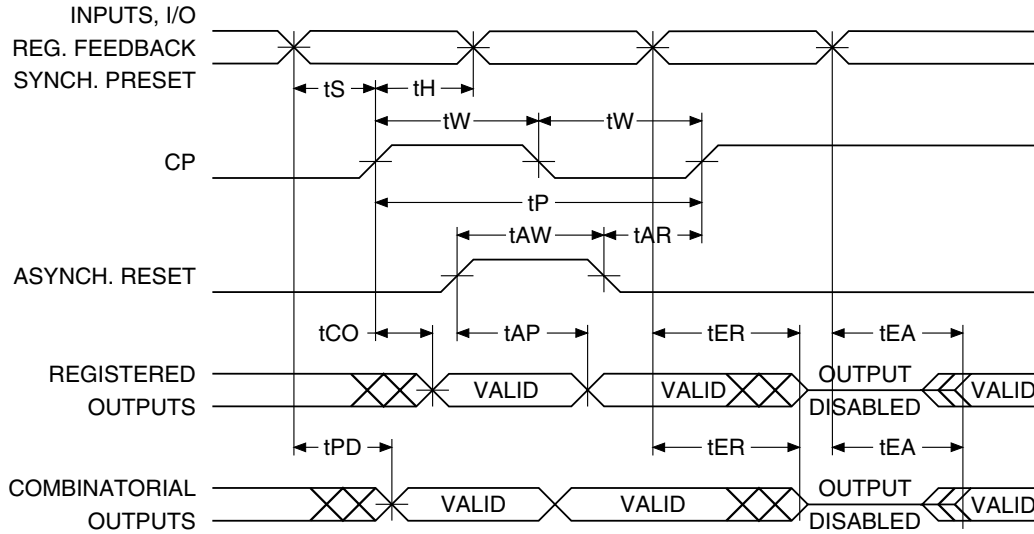 INPUTS, I/O
REG. FEEDBACK
SYNCH. PRESET
tS
tH
tW
tW
CP
tP
tAW
tAR
ASYNCH. RESET
tCO
tAP
tER
tEA
REGISTERED
OUTPUTS
VALID
VALID
OUTPUT
DISABLED
VALID
tPD
tER
tEA
COMBINATORIAL
OUTPUTS
VALID
VALID
OUTPUT
DISABLED
VALID